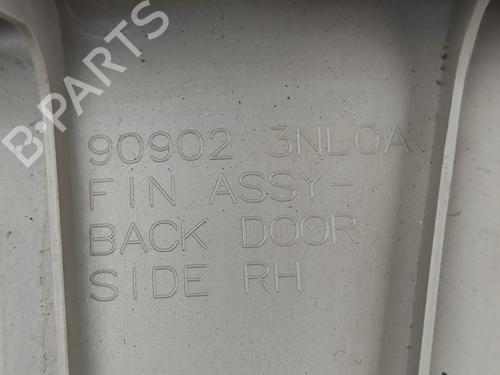 B-PARTS
90902 3NL0A
FIN ASSY-
BACK DOOR,
SIDE RH